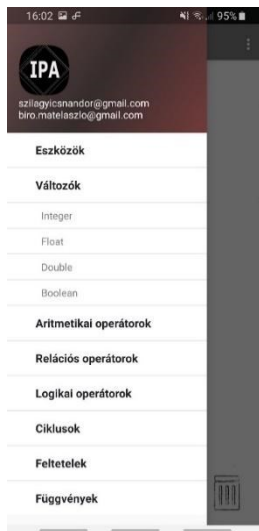 16:02 95%
IPA
szilagyicsnandor@gmail.com
biro.matelaszlo@gmail.com
Eszközök
Változók
Integer
Float
Double
Boolean
Aritmetikai operátorok
Relációs operátorok
Logikai operátorok
Ciklusok
Feltetelek
Függvények